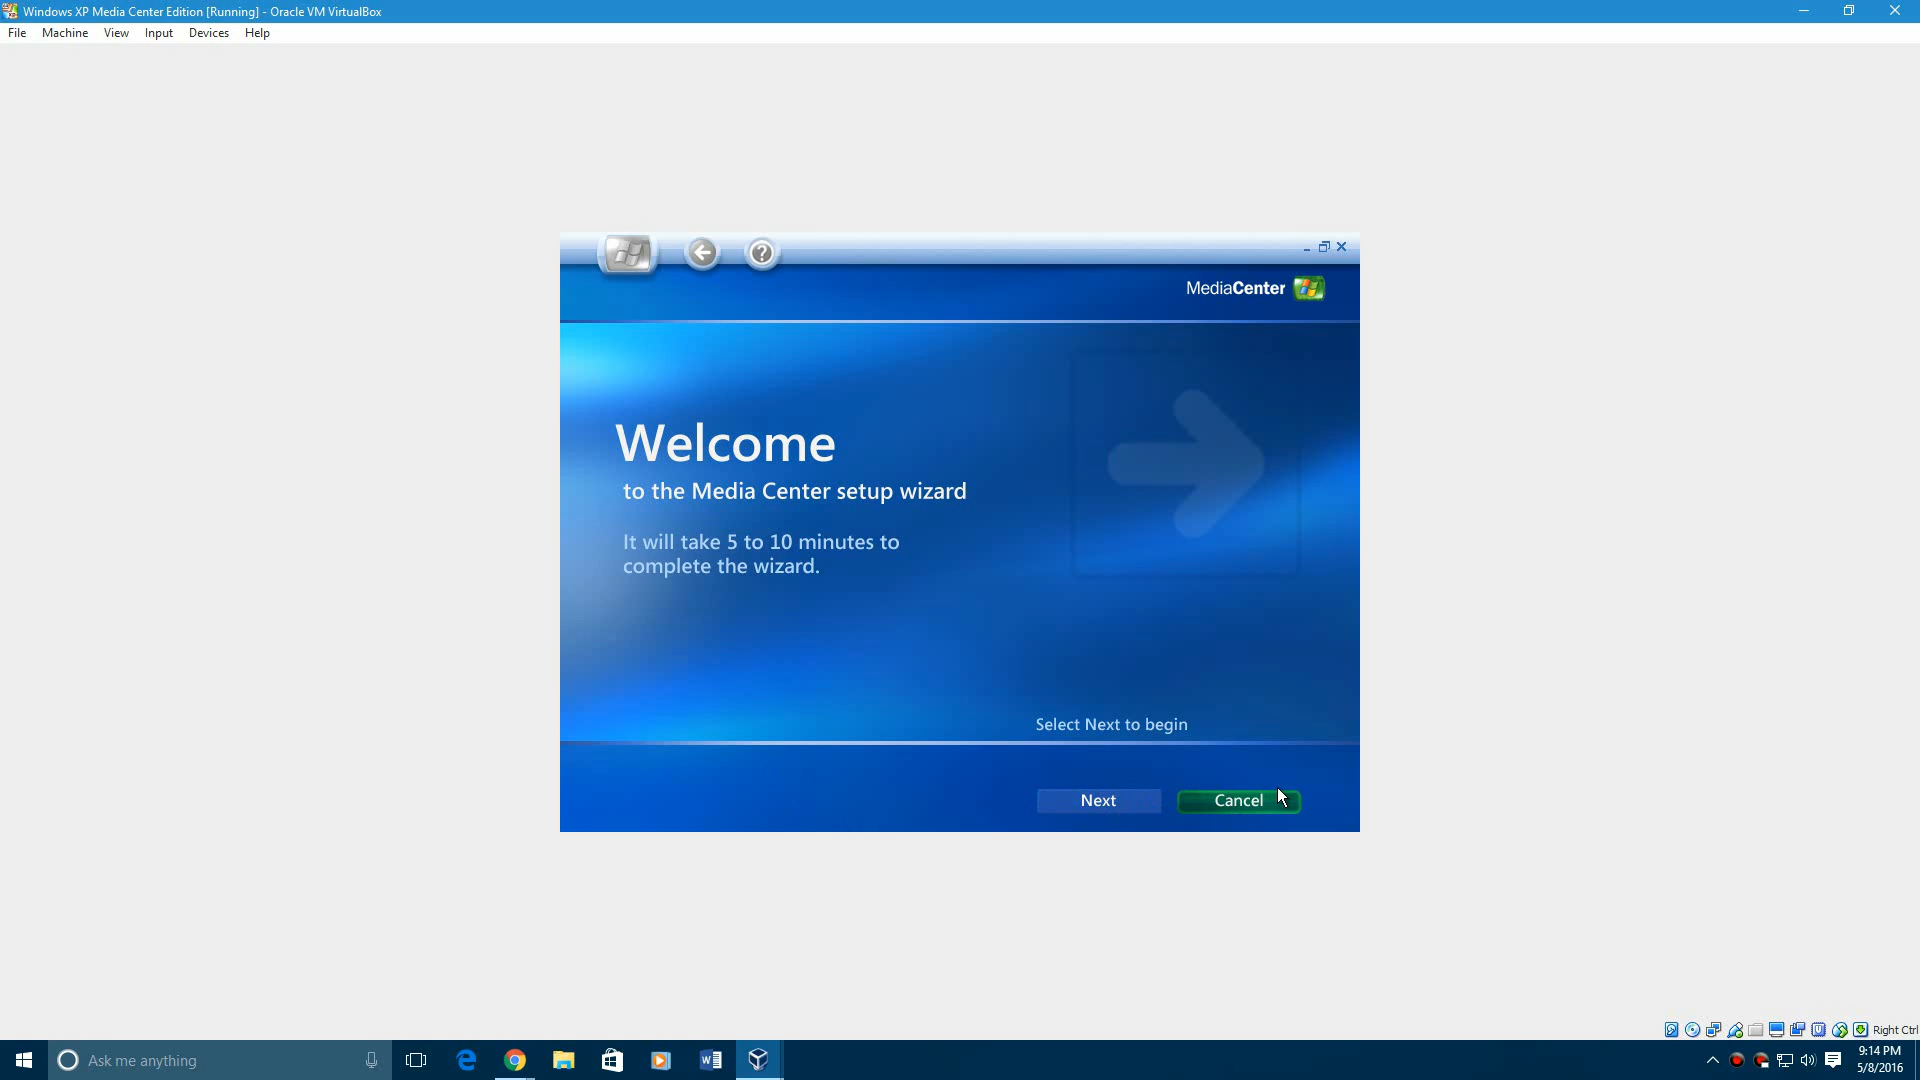 Windows XP Media Center Edition [Running] - Oracle VM VirtualBox
File Machine View Input Devices Help
MediaCenter
Welcome
to the Media Center setup wizard
It will take 5 to 10 minutes to
complete the wizard.
Select Next to begin
Next Cancel
Right Ctrl
Ask me anything
9:14 PM
5/8/2016